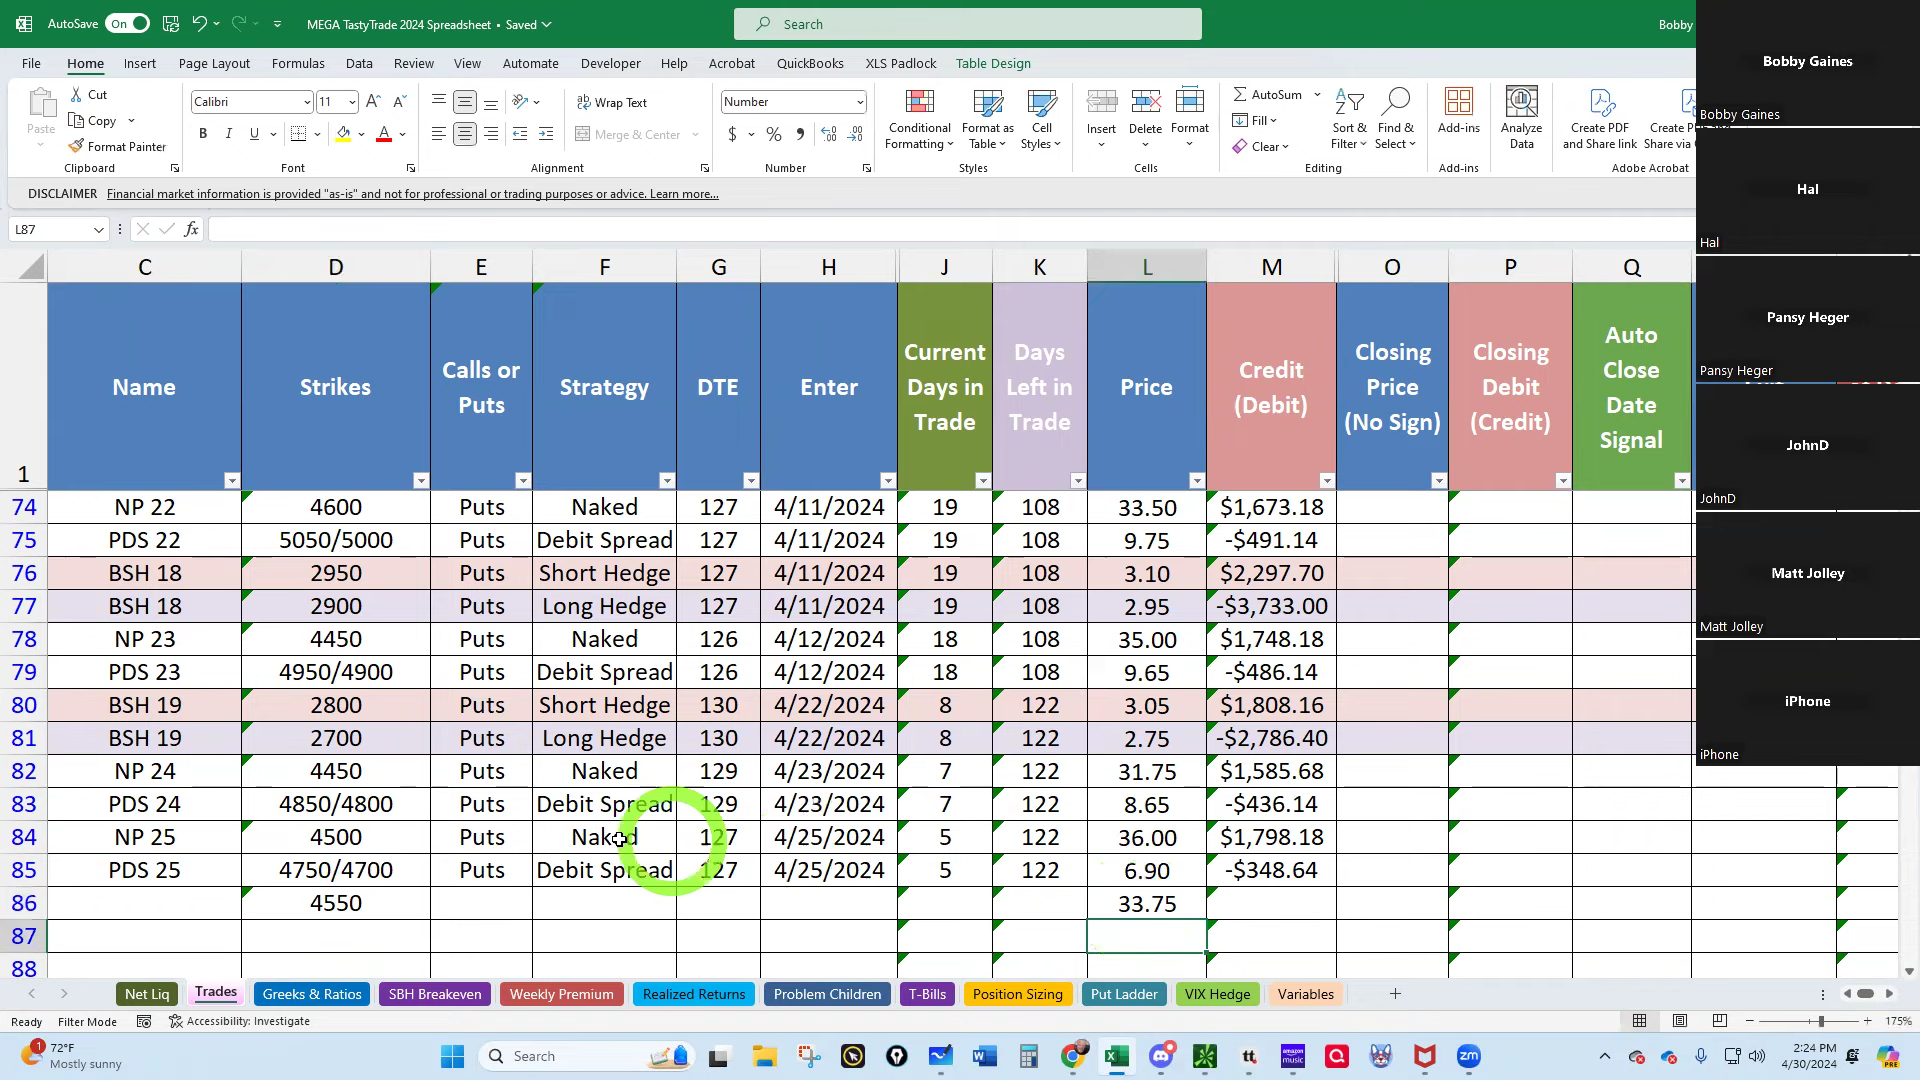 AutoSave On MEGA TastyTrade 2024 Spreadsheet • Saved Search Bobby
File Home Insert Page Layout Formulas Data Review View Automate Developer Help Acrobat QuickBooks XLS Padlock Table Design
Paste
Cut
Copy
Format Painter
Clipboard
Calibri 11
B I U
Font
Wrap Text
Merge & Center
Alignment
Number
$ %
Number
Conditional Formatting
Format as Table
Cell Styles
Styles
Insert Delete Format
Cells
AutoSum
Fill
Clear
Sort & Filter
Find & Select
Editing
Add-ins
Add-ins
Analyze Data
Create PDF and Share link
Adobe Acrobat
DISCLAIMER Financial market information is provided "as-is" and not for professional or trading purposes or advice. Learn more...
L87 fx
C D E F G H J K L M O P Q
1 Name Strikes Calls or Puts Strategy DTE Enter Current Days in Trade Days Left in Trade Price Credit (Debit) Closing Price (No Sign) Closing Debit (Credit) Auto Close Date Signal
74 NP 22 4600 Puts Naked 127 4/11/2024 19 108 33.50 $1,673.18
75 PDS 22 5050/5000 Puts Debit Spread 127 4/11/2024 19 108 9.75 -$491.14
76 BSH 18 2950 Puts Short Hedge 127 4/11/2024 19 108 3.10 $2,297.70
77 BSH 18 2900 Puts Long Hedge 127 4/11/2024 19 108 2.95 -$3,733.00
78 NP 23 4450 Puts Naked 126 4/12/2024 18 108 35.00 $1,748.18
79 PDS 23 4950/4900 Puts Debit Spread 126 4/12/2024 18 108 9.65 -$486.14
80 BSH 19 2800 Puts Short Hedge 130 4/22/2024 8 122 3.05 $1,808.16
81 BSH 19 2700 Puts Long Hedge 130 4/22/2024 8 122 2.75 -$2,786.40
82 NP 24 4450 Puts Naked 129 4/23/2024 7 122 31.75 $1,585.68
83 PDS 24 4850/4800 Puts Debit Spread 129 4/23/2024 7 122 8.65 -$436.14
84 NP 25 4500 Puts Naked 127 4/25/2024 5 122 36.00 $1,798.18
85 PDS 25 4750/4700 Puts Debit Spread 127 4/25/2024 5 122 6.90 -$348.64
86 4550 33.75
87
88
Net Liq Trades Greeks & Ratios SBH Breakeven Weekly Premium Realized Returns Problem Children T-Bills Position Sizing Put Ladder VIX Hedge Variables
Ready Filter Mode Accessibility: Investigate 175%
1 72°F
Mostly sunny
Search
2:24 PM
4/30/2024
Bobby Gaines
Bobby Gaines
Hal
Hal
Pansy Heger
Pansy Heger
JohnD
JohnD
Matt Jolley
Matt Jolley
iPhone
iPhone